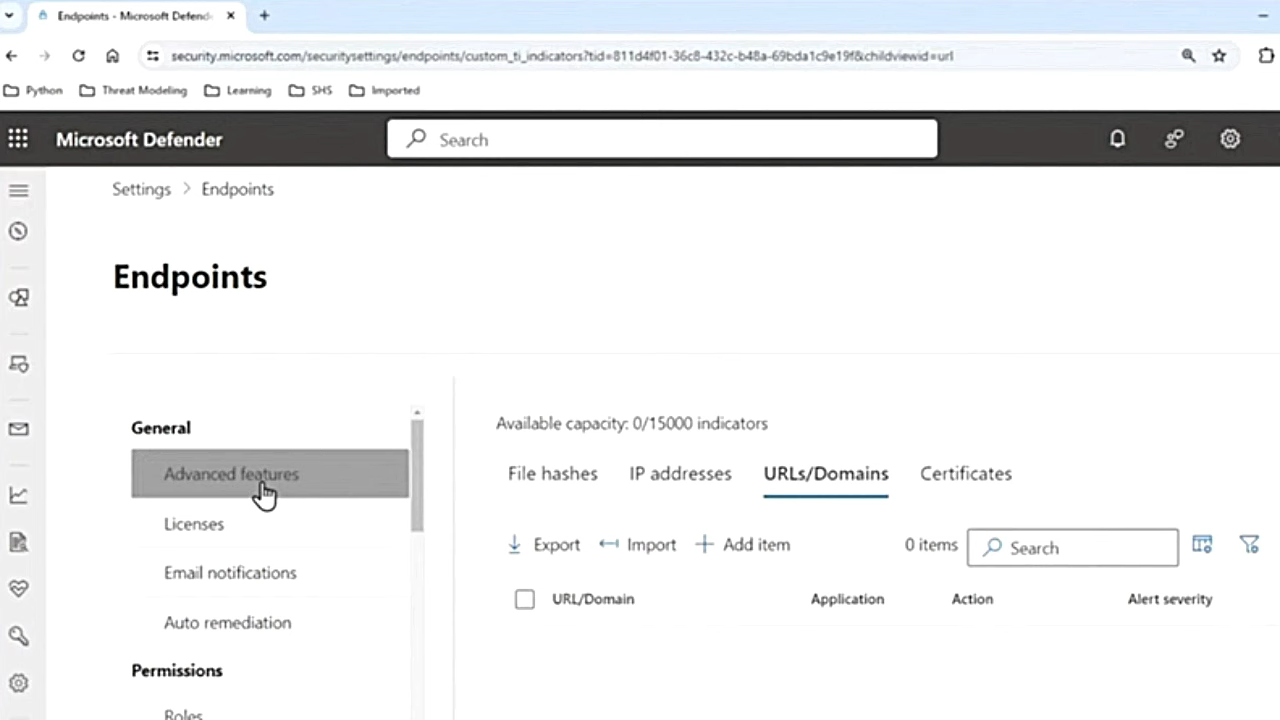 Endpoints - Microsoft Defend
security.microsoft.com/securitysettings/endpoints/custom_ti_indicators?tid=811d4f01-36c8-432c-b48a-69bda1c9e19f&childviewid=url
Python Threat Modeling Learning SHS Imported
Microsoft Defender
Search
Settings > Endpoints
Endpoints
General
Advanced features
Licenses
Email notifications
Auto remediation
Permissions
Roles
Available capacity: 0/15000 indicators
File hashes IP addresses URLs/Domains Certificates
Export Import Add item 0 items Search
URL/Domain Application Action Alert severity